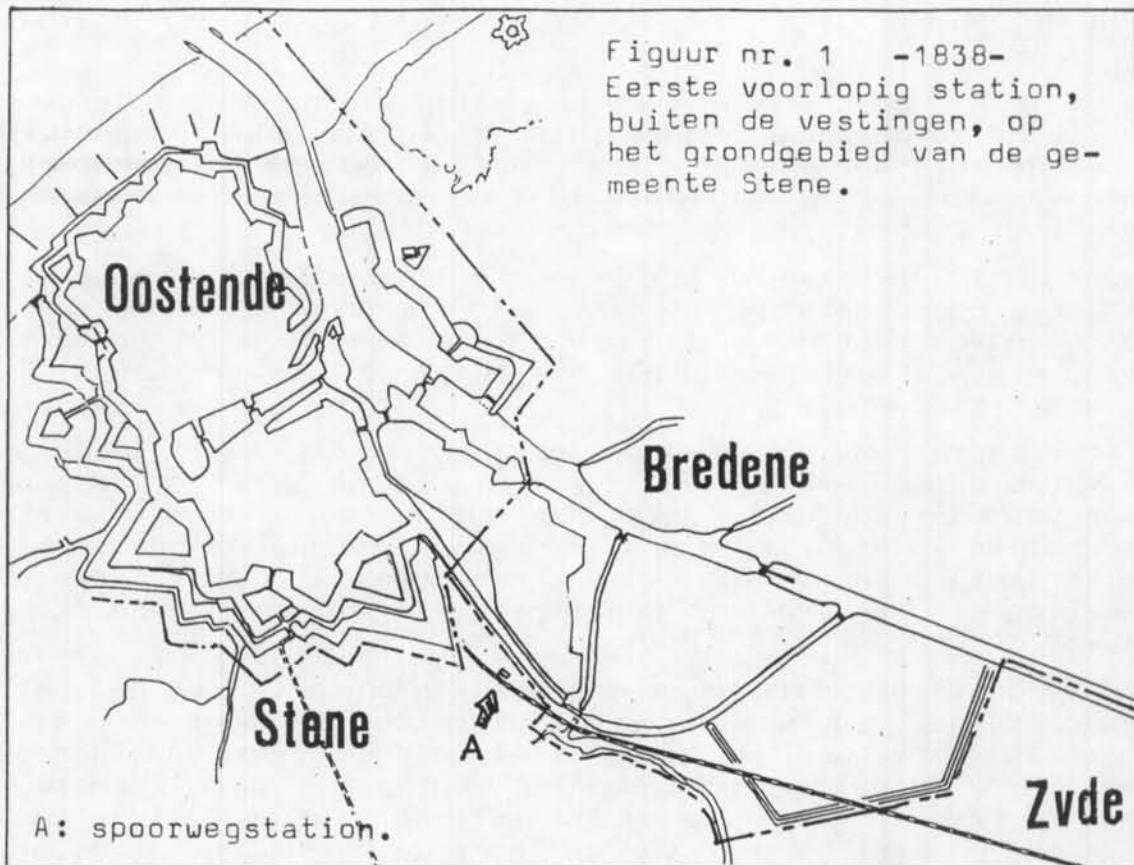 Figuur nr. 1 -1838-
Eerste voorlopig station,
buiten de vestingen, op
het grondgebied van de ge-
meente Stene.
Oostende
Bredene
Stene
A
Zvde
A: spoorwegstation.